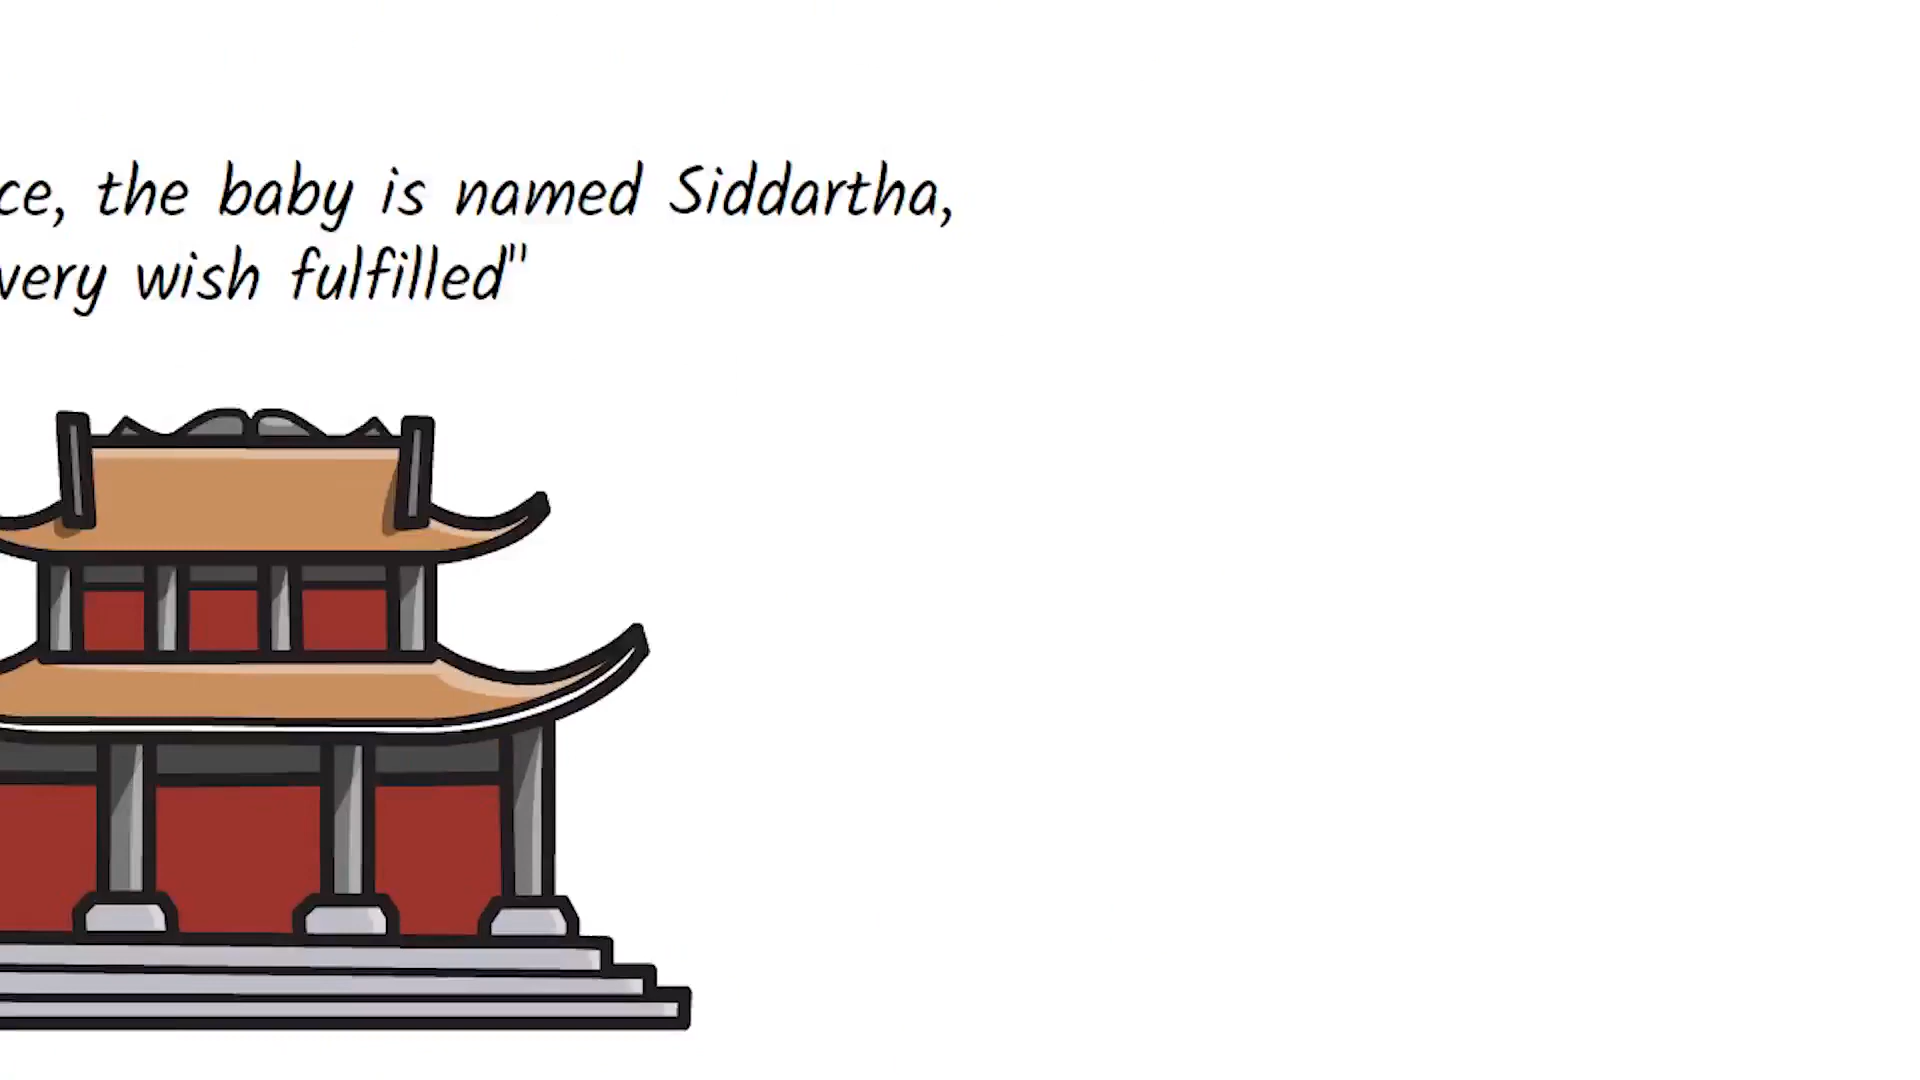 ce, the baby is named Siddartha,
very wish fulfilled"